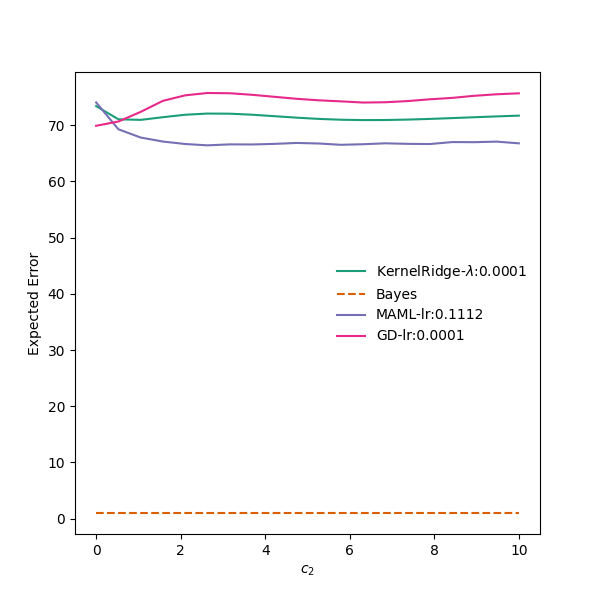 70
60
50
40
30
20
10
0
Expected Error
KernelRidge-λ:0.0001
Bayes
MAML-lr:0.1112
GD-lr:0.0001
0 2 4 6 8 10
c₂